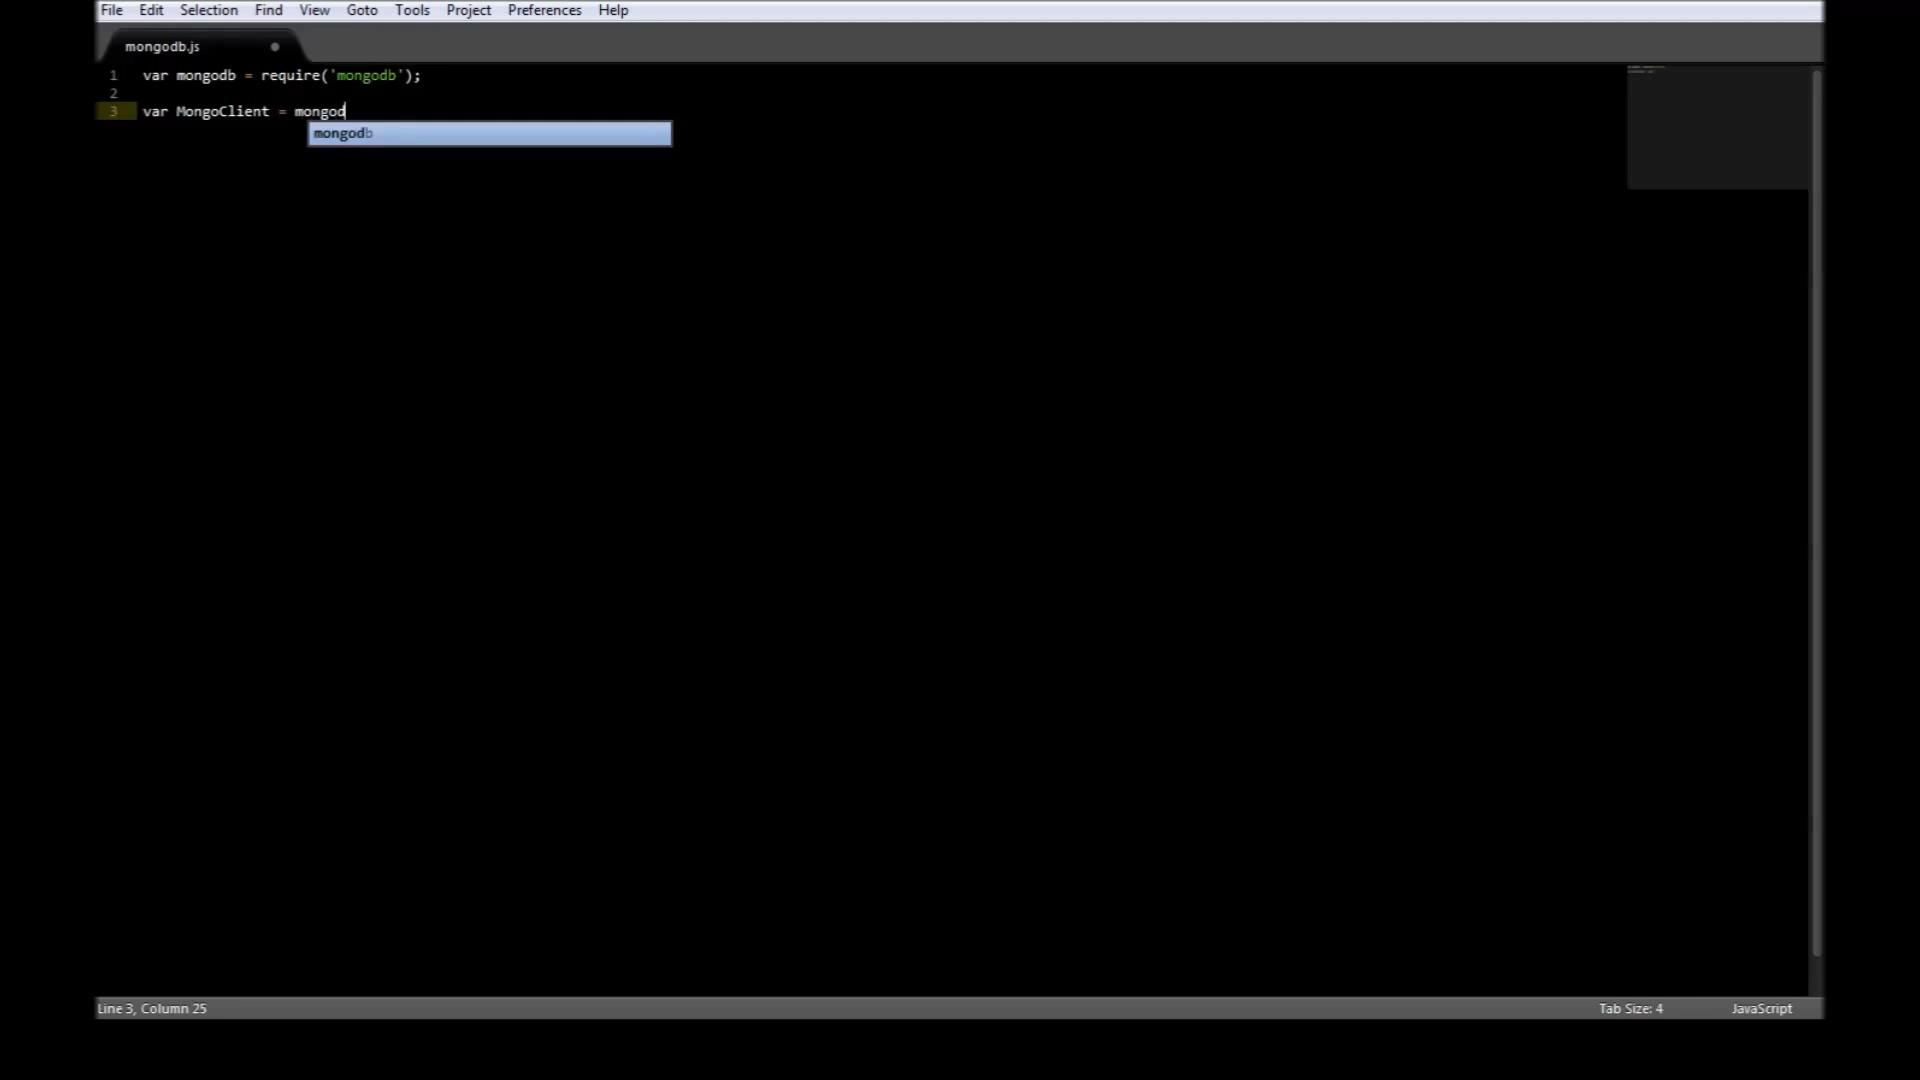 File Edit Selection Find View Goto Tools Project Preferences Help
mongodb.js
1 var mongodb = require('mongodb');
2
3 var MongoClient = mongod
mongodb
Line 3, Column 25 Tab Size: 4 JavaScript